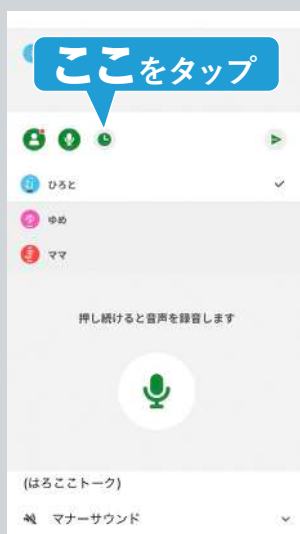 ここをタップ
ひろと
ゆめ
ママ
押し続けると音声を録音します
(はろここトーク)
マナーサウンド